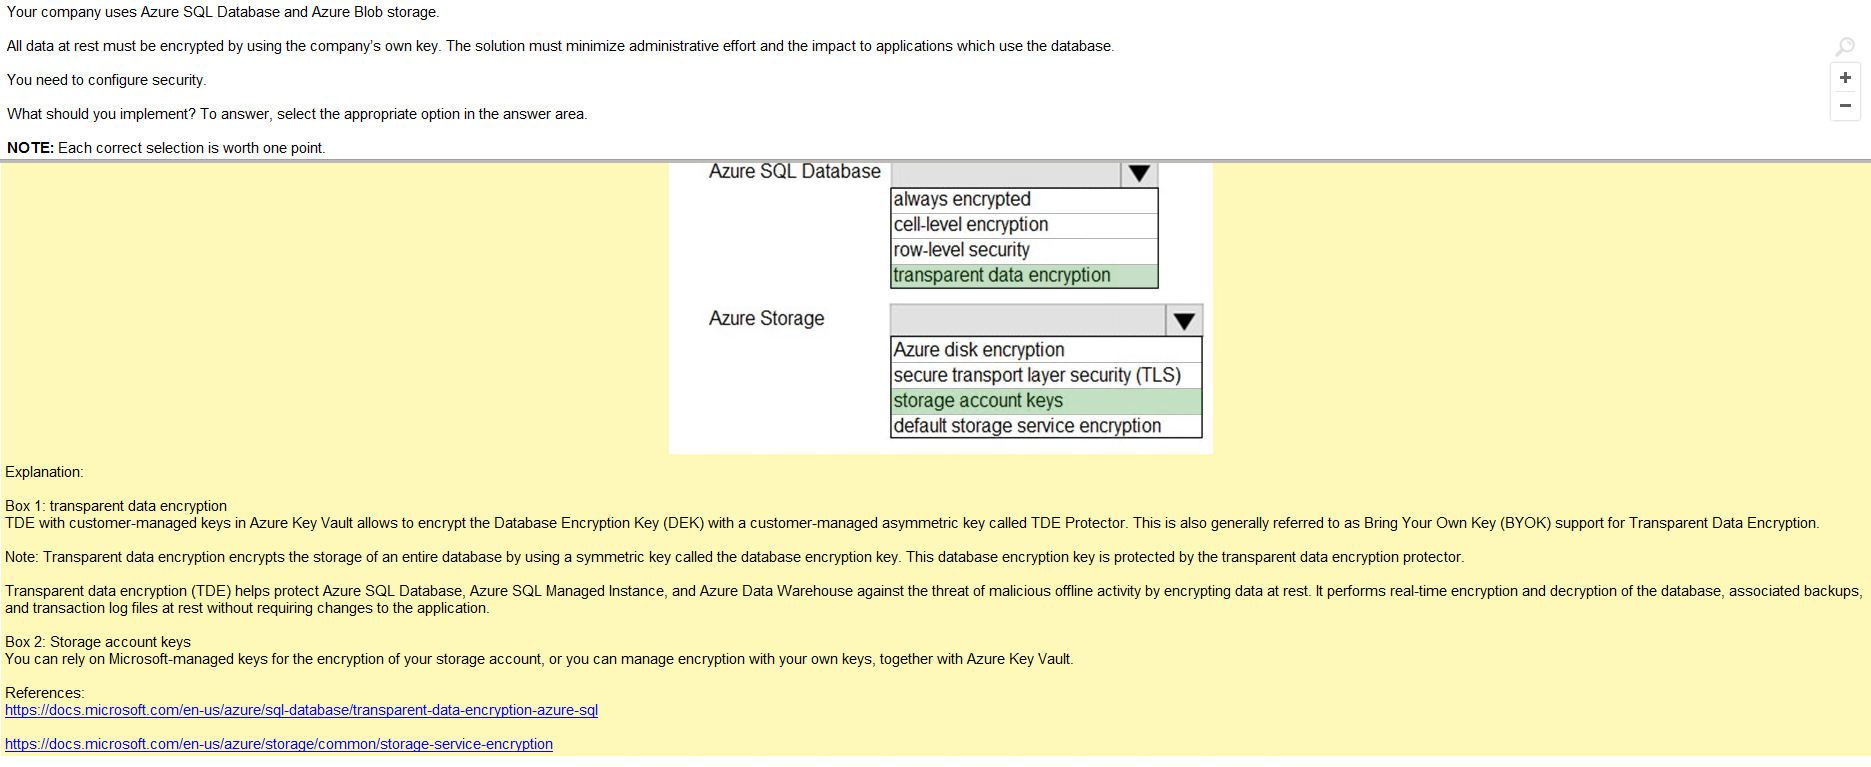 Your company uses Azure SQL Database and Azure Blob storage.
All data at rest must be encrypted by using the company's own key. The solution must minimize administrative effort and the impact to applications which use the database.
You need to configure security.
What should you implement? To answer, select the appropriate option in the answer area.
NOTE: Each correct selection is worth one point.
Azure SQL Database
always encrypted
cell-level encryption
row-level security
transparent data encryption
Azure Storage
Azure disk encryption
secure transport layer security (TLS)
storage account keys
default storage service encryption
Explanation:
Box 1: transparent data encryption
TDE with customer-managed keys in Azure Key Vault allows to encrypt the Database Encryption Key (DEK) with a customer-managed asymmetric key called TDE Protector. This is also generally referred to as Bring Your Own Key (BYOK) support for Transparent Data Encryption.
Note: Transparent data encryption encrypts the storage of an entire database by using a symmetric key called the database encryption key. This database encryption key is protected by the transparent data encryption protector.
Transparent data encryption (TDE) helps protect Azure SQL Database, Azure SQL Managed Instance, and Azure Data Warehouse against the threat of malicious offline activity by encrypting data at rest. It performs real-time encryption and decryption of the database, associated backups,
and transaction log files at rest without requiring changes to the application.
Box 2: Storage account keys
You can rely on Microsoft-managed keys for the encryption of your storage account, or you can manage encryption with your own keys, together with Azure Key Vault.
References:
https://docs.microsoft.com/en-us/azure/sql-database/transparent-data-encryption-azure-sql
https://docs.microsoft.com/en-us/azure/storage/common/storage-service-encryption